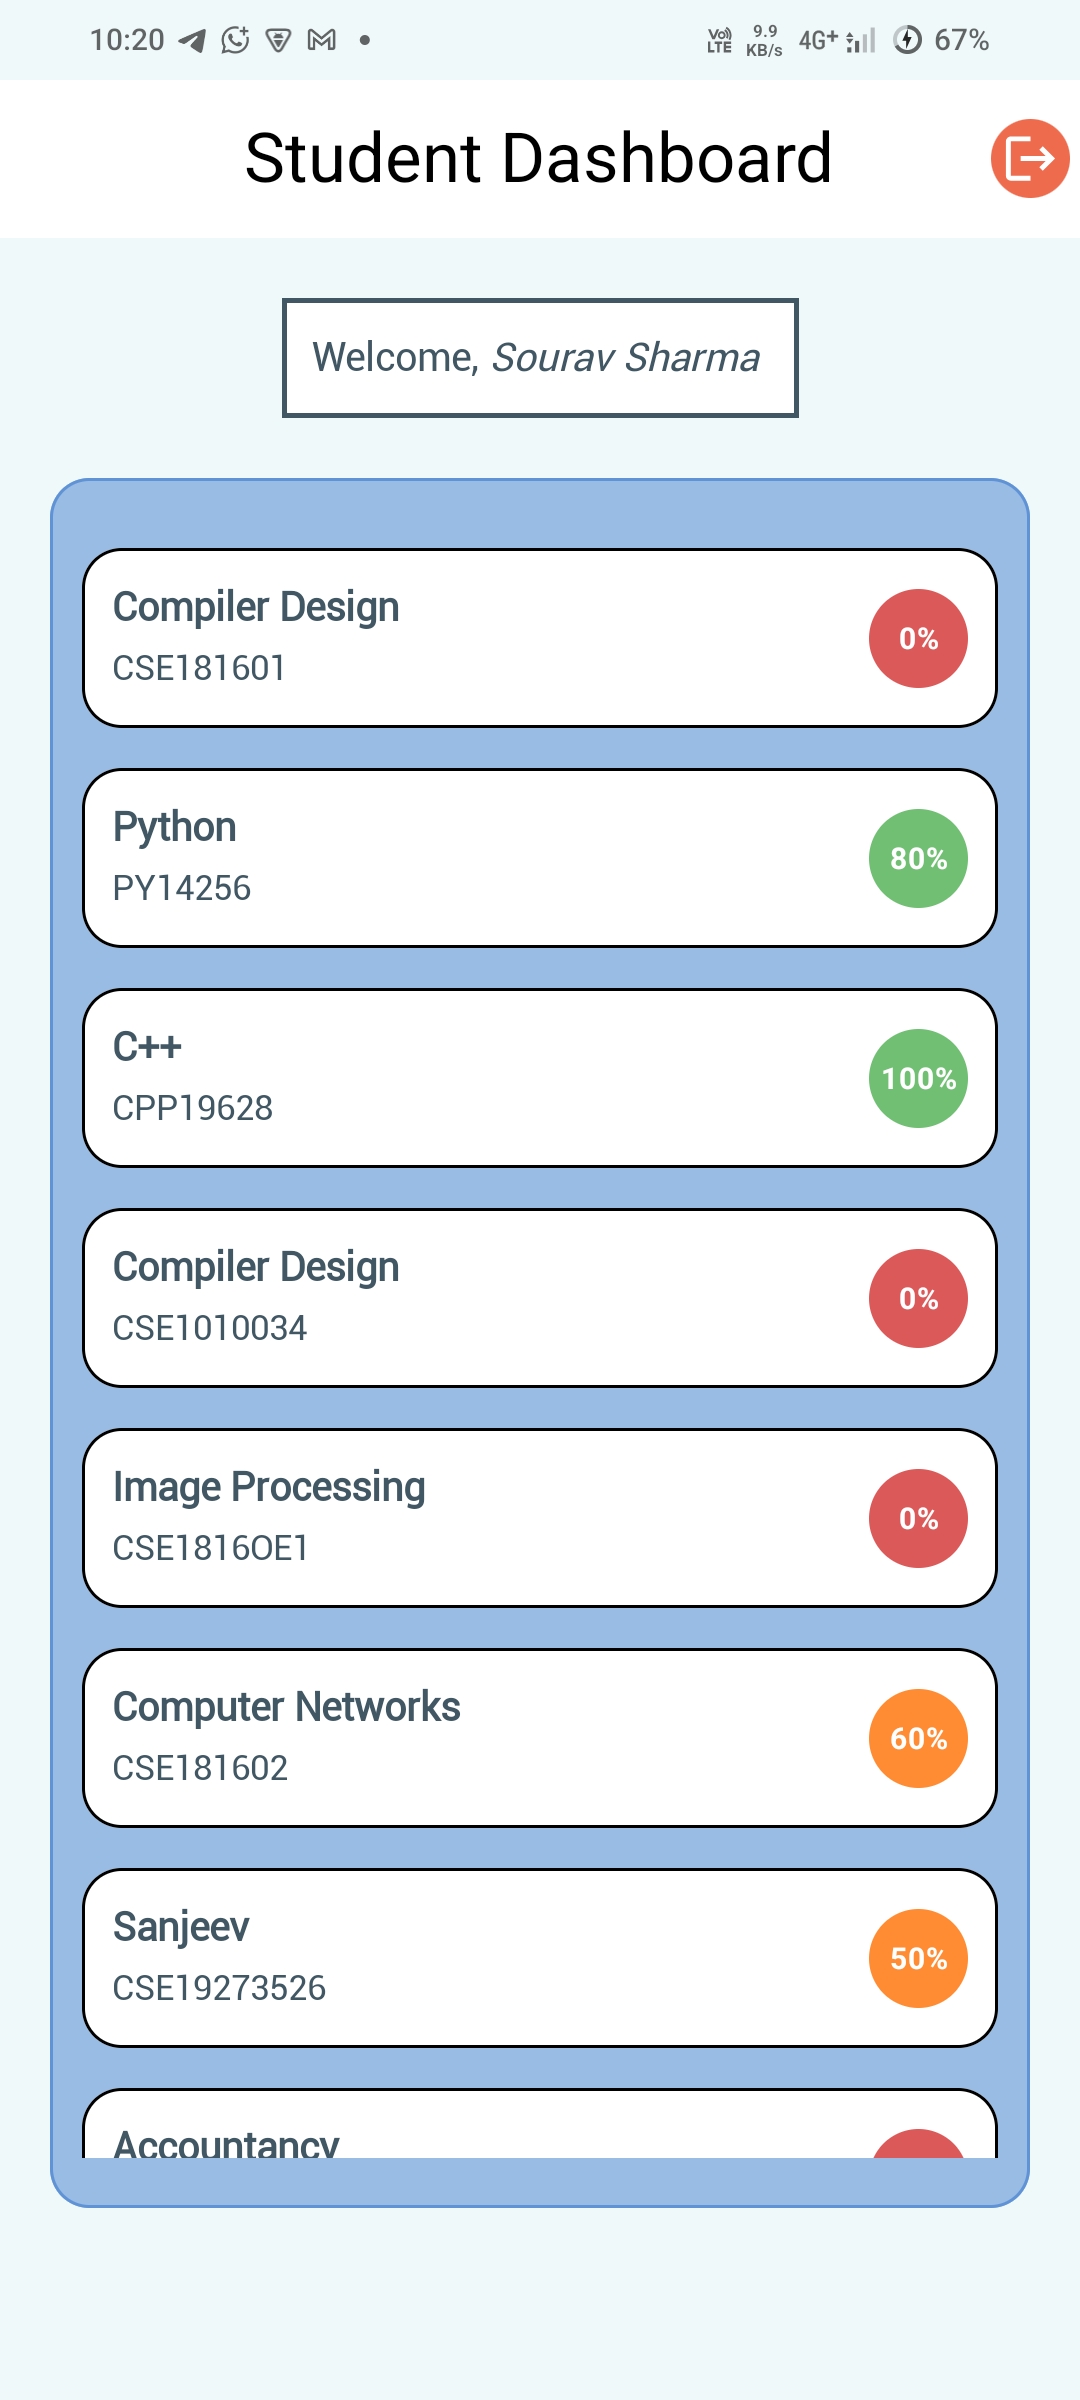 10:20
Vo) LTE
9.9 KB/s
4G+
67%
Student Dashboard
Welcome, Sourav Sharma
Compiler Design
CSE181601
0%
Python
PY14256
80%
C++
CPP19628
100%
Compiler Design
CSE1010034
0%
Image Processing
CSE1816OE1
0%
Computer Networks
CSE181602
60%
Sanjeev
CSE19273526
50%
Accountancy